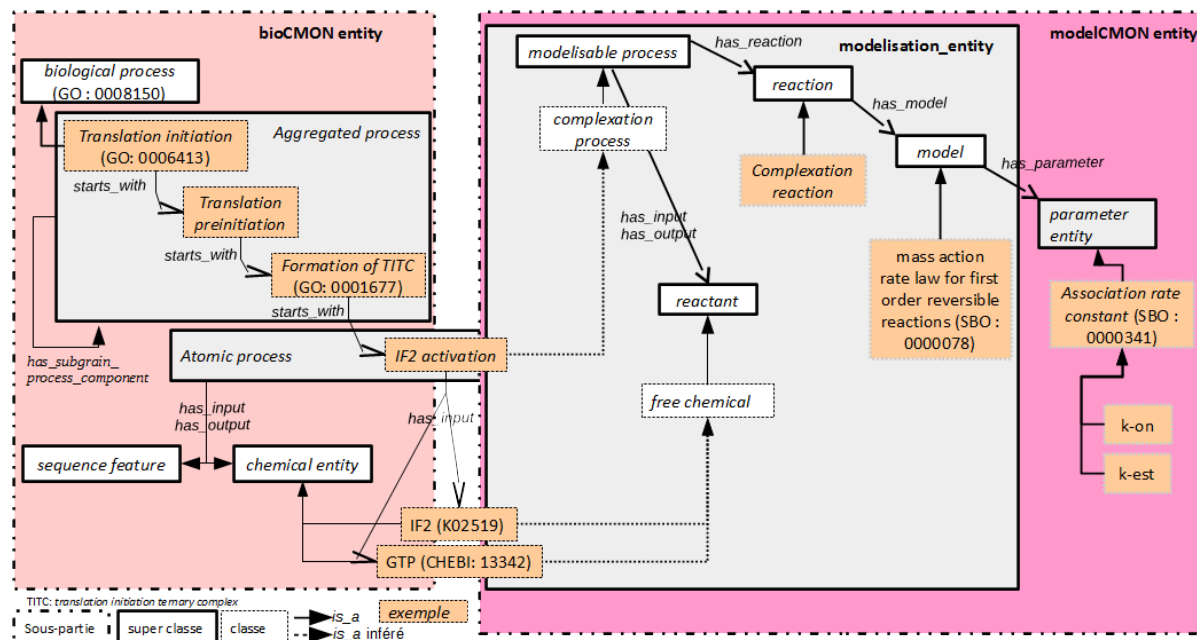 bioCMON entity
biological process
(GO : 0008150)
Aggregated process
Translation initiation
(GO: 0006413)
starts_with
Translation
preinitiation
starts_with
Formation of TITC
(GO: 0001677)
starts_with
has_subgrain_
process_component
Atomic process
IF2 activation
has_input
has_output
has_input
sequence feature
chemical entity
IF2 (K02519)
GTP (CHEBI: 13342)
modelCMON entity
modelisation_entity
modelisable process
has_reaction
reaction
complexation
process
has_model
model
Complexation
reaction
has_parameter
has_input
has_output
parameter
entity
mass action
rate law for first
order reversible
reactions (SBO :
0000078)
reactant
Association rate
constant (SBO :
0000341)
free chemical
k-on
k-est
TITC: translation initiation ternary complex
Sous-partie
super classe
classe
is_a
exemple
is_a inféré